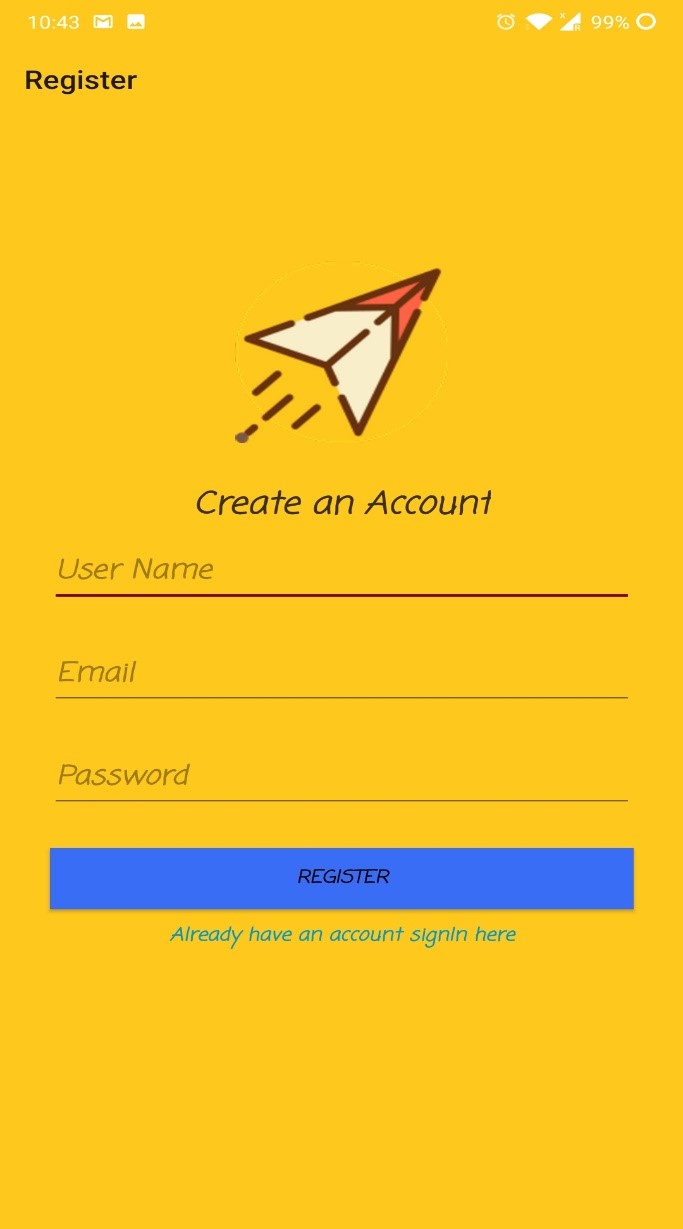 10:43 99%
Register
Create an Account
User Name
Email
Password
REGISTER
Already have an account signIn here